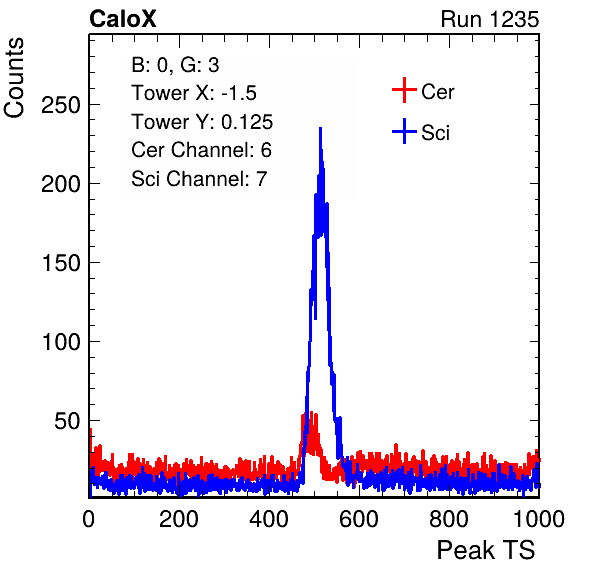 CaloX Run 1235
Counts
B: 0, G: 3
Tower X: -1.5
Tower Y: 0.125
Cer Channel: 6
Sci Channel: 7
Cer
Sci
250
200
150
100
50
0 200 400 600 800 1000
Peak TS